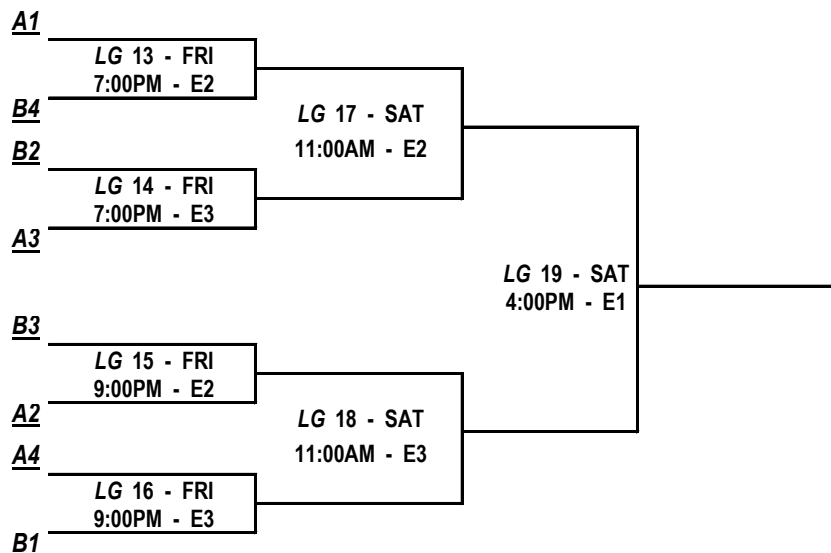 A1
LG 13 - FRI
7:00PM - E2
B4
LG 17 - SAT
11:00AM - E2
B2
LG 14 - FRI
7:00PM - E3
A3
LG 19 - SAT
4:00PM - E1
B3
LG 15 - FRI
9:00PM - E2
A2
LG 18 - SAT
11:00AM - E3
A4
LG 16 - FRI
9:00PM - E3
B1